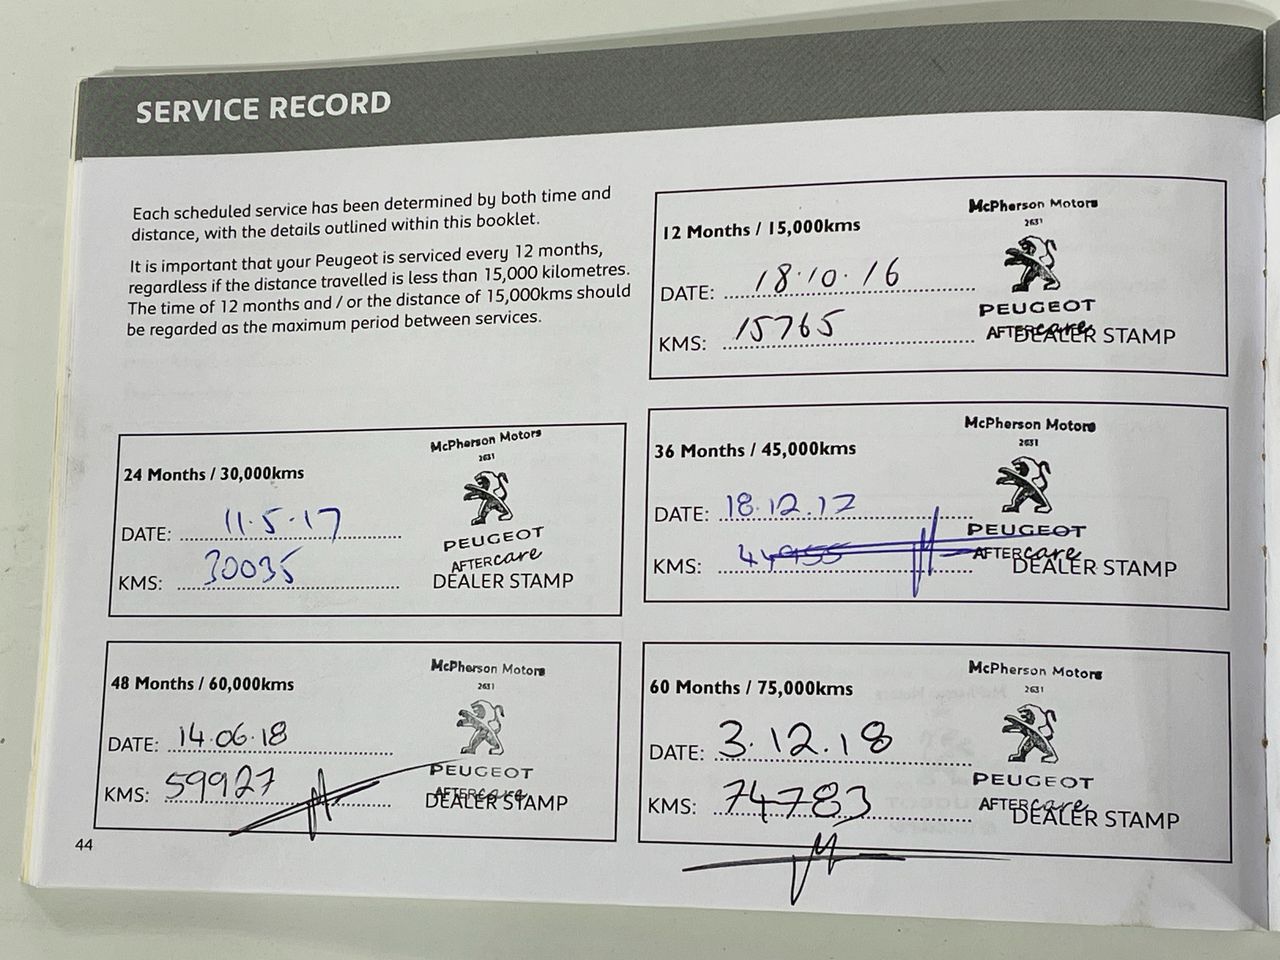 SERVICE RECORD
Each scheduled service has been determined by both time and
distance, with the details outlined within this booklet.
It is important that your Peugeot is serviced every 12 months,
regardless if the distance travelled is less than 15,000 kilometres.
The time of 12 months and / or the distance of 15,000kms should
be regarded as the maximum period between services.
12 Months / 15,000kms
DATE: 18.10.16
KMS: 15765
McPherson Motors
2631
PEUGEOT
AFTERcare
DEALER STAMP
24 Months / 30,000kms
DATE: 11.5.17
KMS: 30035
McPherson Motors
2631
PEUGEOT
AFTERcare
DEALER STAMP
36 Months / 45,000kms
DATE: 18.12.17
KMS:
McPherson Motors
2631
PEUGEOT
AFTERcare
DEALER STAMP
48 Months / 60,000kms
DATE: 14.06.18
KMS: 59927
McPherson Motors
2631
PEUGEOT
AFTERcare
DEALER STAMP
60 Months / 75,000kms
DATE: 3.12.18
KMS: 74783
McPherson Motors
2631
PEUGEOT
AFTERcare
DEALER STAMP
44